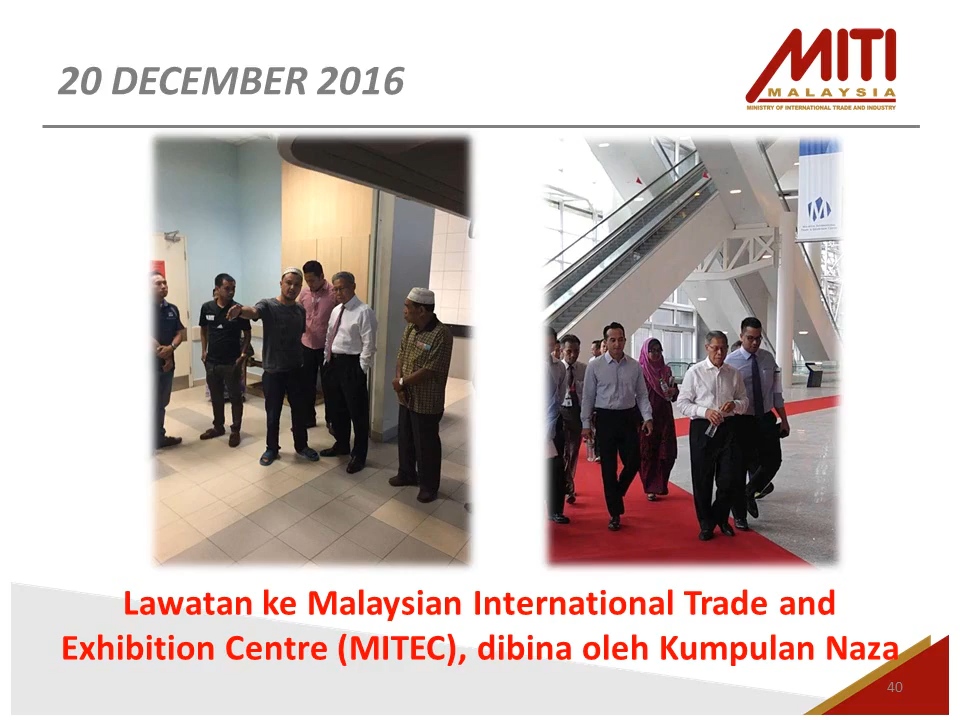 20 DECEMBER 2016
MITI
MALAYSIA
MINISTRY OF INTERNATIONAL TRADE AND INDUSTRY
M
Lawatan ke Malaysian International Trade and
Exhibition Centre (MITEC), dibina oleh Kumpulan Naza
40